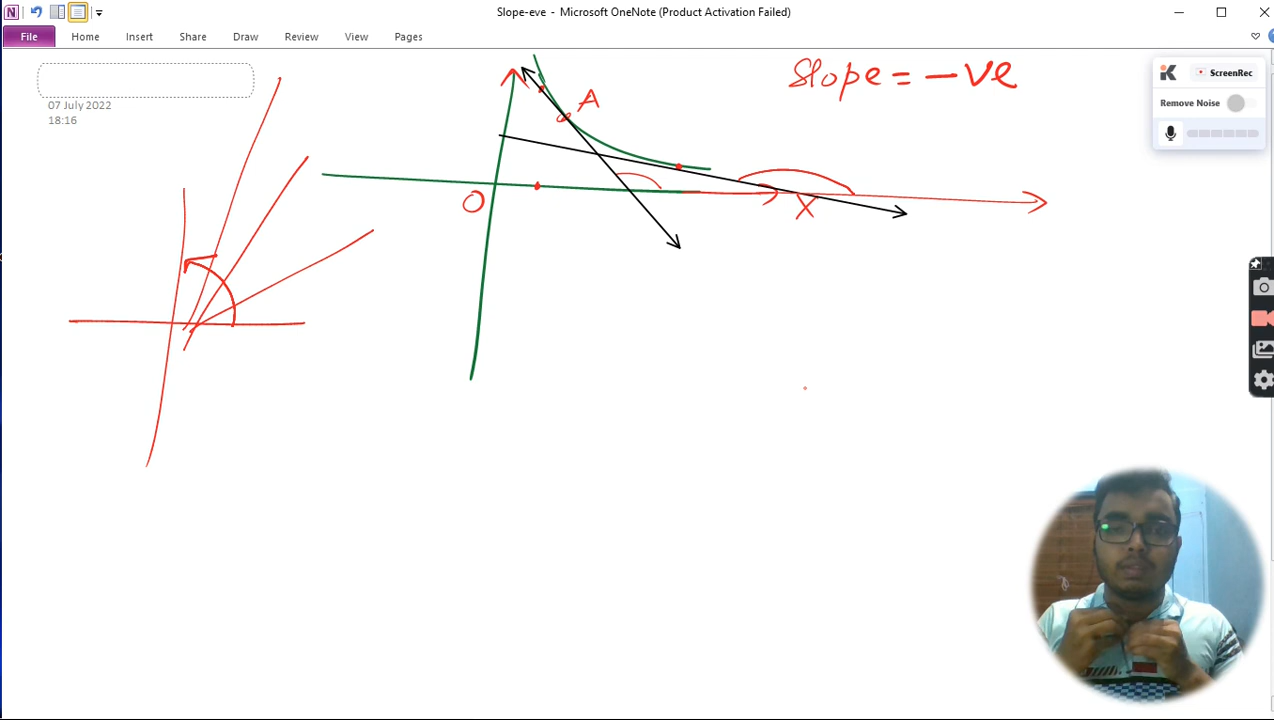 Slope-eve - Microsoft OneNote (Product Activation Failed)
File Home Insert Share Draw Review View Pages
07 July 2022
18:16
Slope = -ve
A
O
X
ScreenRec
Remove Noise